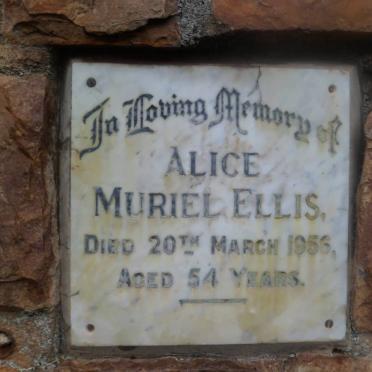 In Loving Memory of
ALICE
MURIEL ELLIS.
DIED 20TH MARCH 1956,
AGED 54 YEARS.